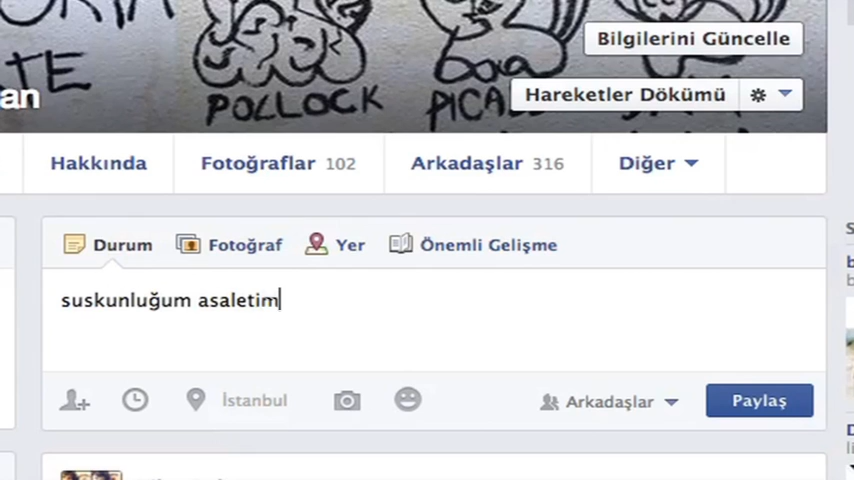 TE
an
POLLOCK
Bilgilerini Güncelle
Hareketler Dökümü
Hakkında
Fotoğraflar 102
Arkadaşlar 316
Diğer
Durum
Fotoğraf
Yer
Önemli Gelişme
suskunluğum asaletim
İstanbul
Arkadaşlar
Paylaş